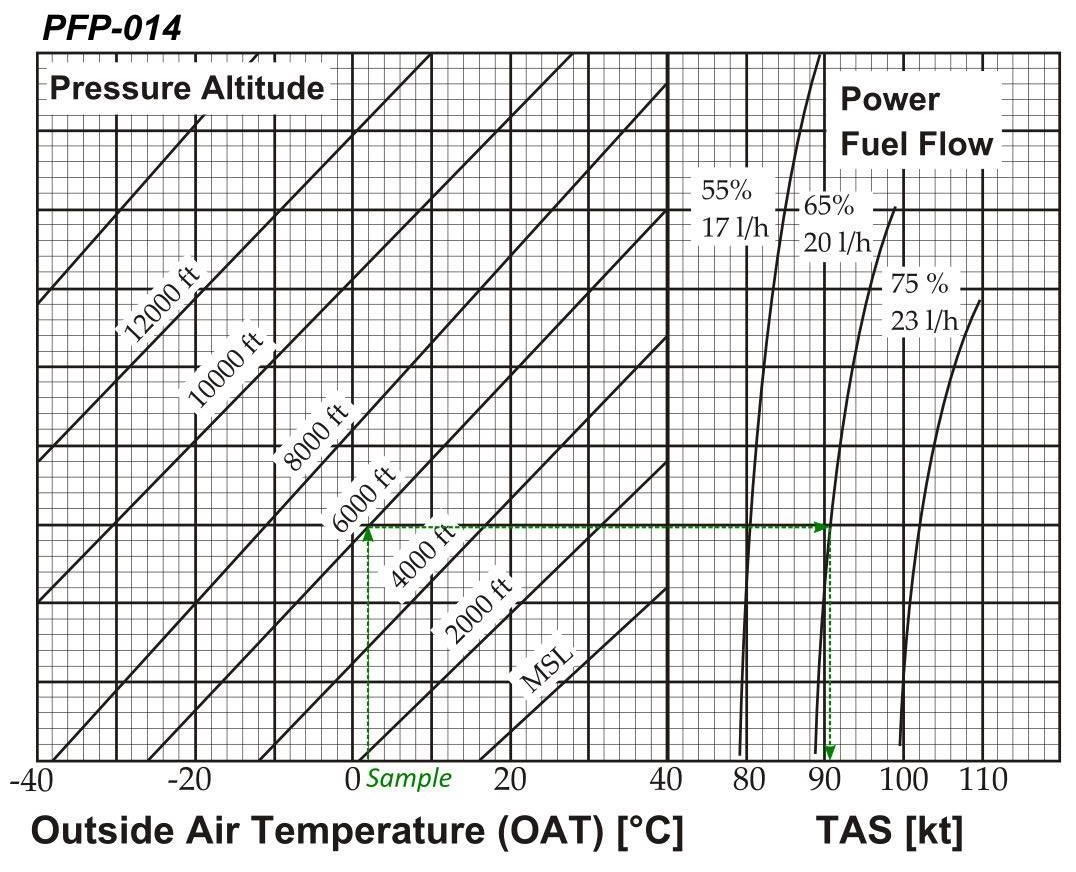 PFP-014
Pressure Altitude
Power
Fuel Flow
55%
17 l/h
65%
20 l/h
75 %
23 l/h
12000 ft
10000 ft
8000 ft
6000 ft
4000 ft
2000 ft
MSL
-40 -20 0 Sample 20 40 80 90 100 110
Outside Air Temperature (OAT) [°C] TAS [kt]